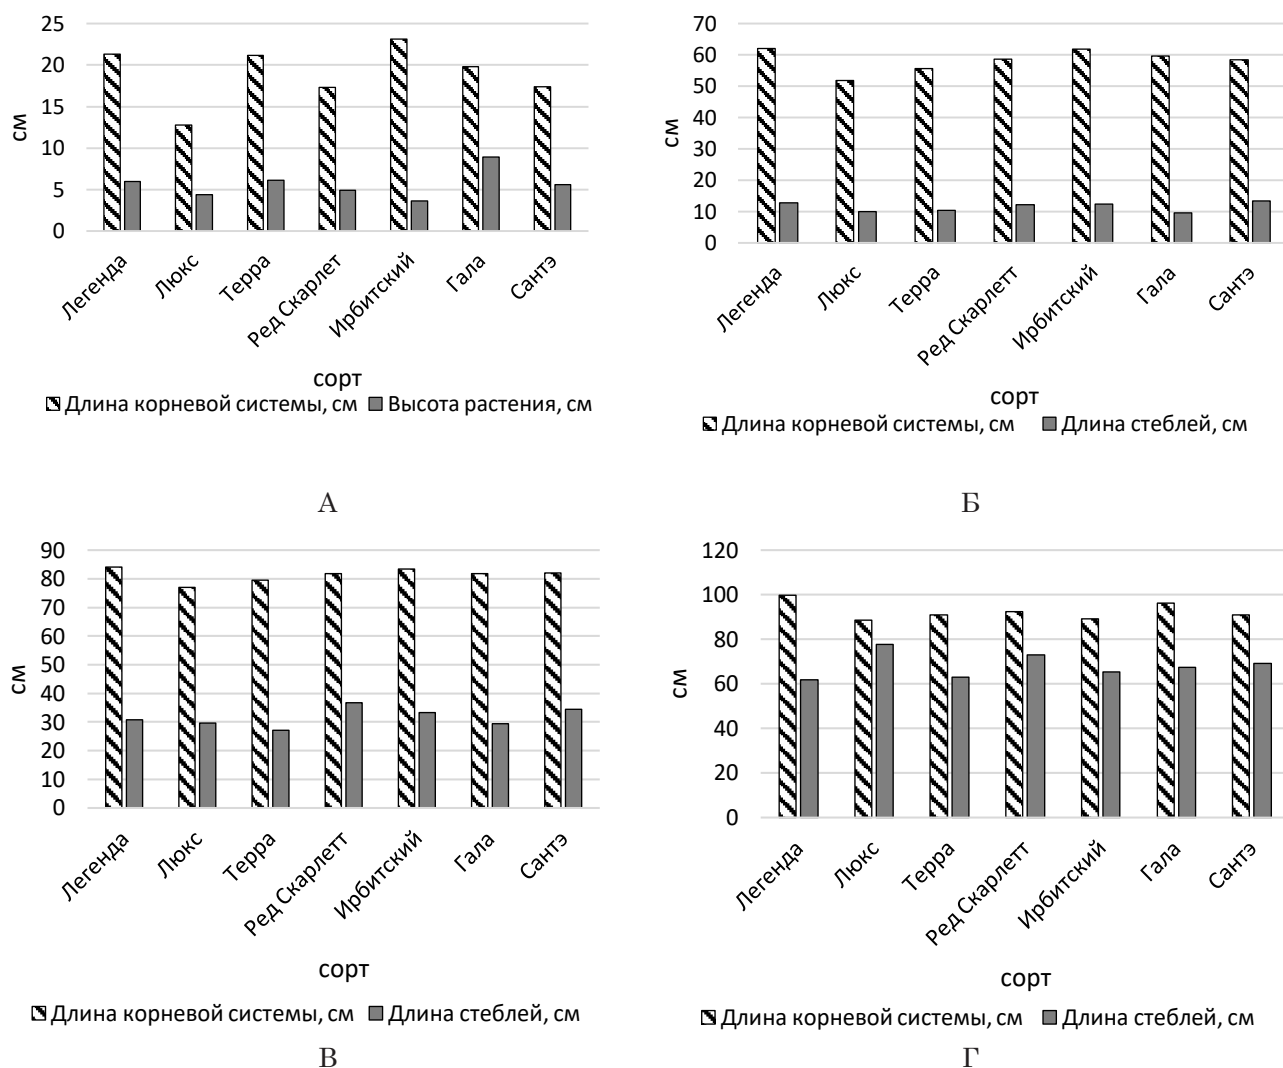 25
20
15
10
5
0
см
Легенда
Люкс
Терра
Ред Скарлет
Ирбитский
Гала
Сантэ
сорт
Длина корневой системы, см Высота растения, см
А
70
60
50
40
30
20
10
0
см
Легенда
Люкс
Терра
Ред Скарлетт
Ирбитский
Гала
Сантэ
сорт
Длина корневой системы, см Длина стеблей, см
Б
90
80
70
60
50
40
30
20
10
0
см
Легенда
Люкс
Терра
Ред Скарлетт
Ирбитский
Гала
Сантэ
сорт
Длина корневой системы, см Длина стеблей, см
В
120
100
80
60
40
20
0
см
Легенда
Люкс
Терра
Ред Скарлетт
Ирбитский
Гала
Сантэ
сорт
Длина корневой системы, см Длина стеблей, см
Г